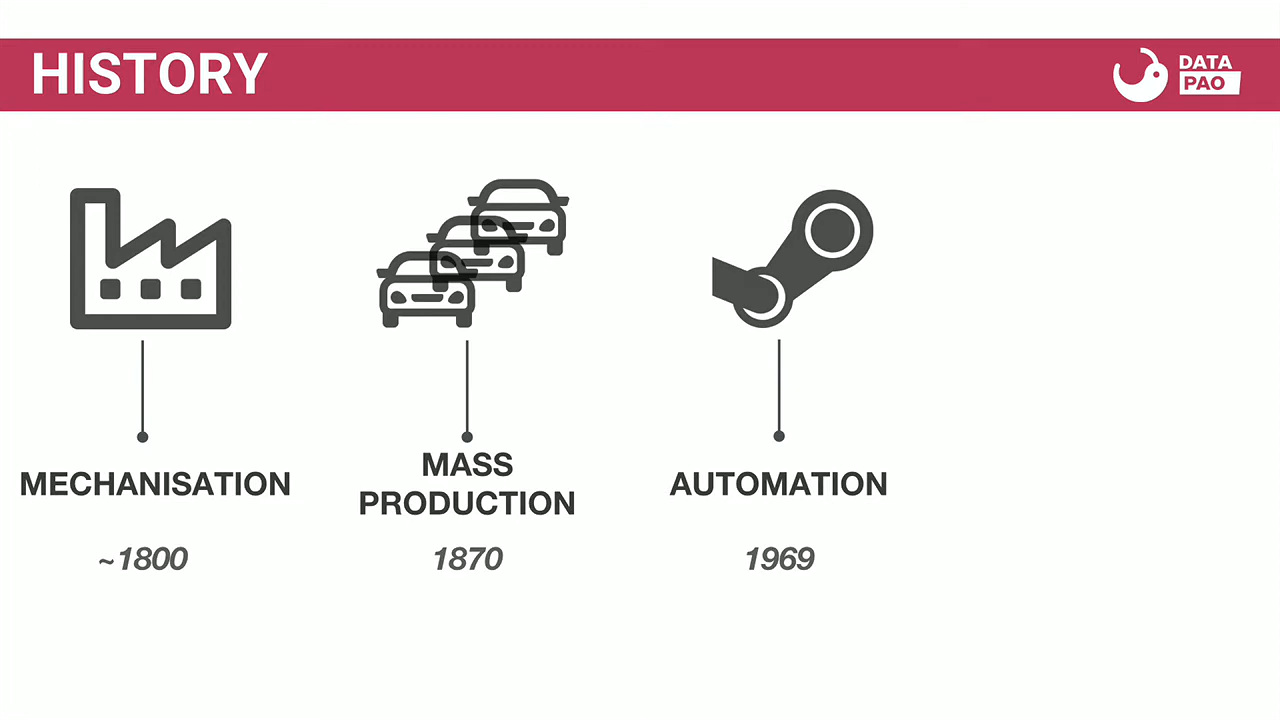 HISTORY
DATA
PAO
MECHANISATION
MASS
PRODUCTION
AUTOMATION
~1800
1870
1969